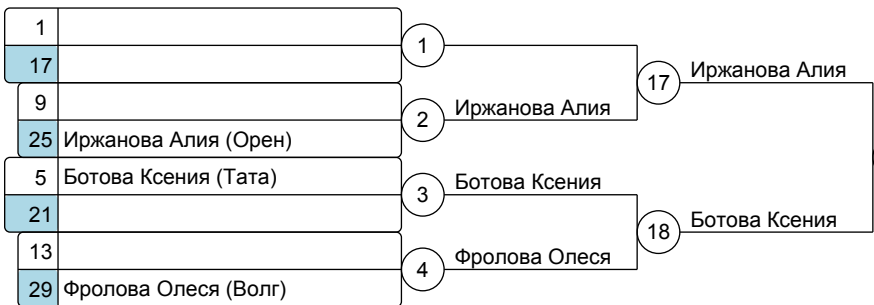 1
1
17
Иржанова Алия
17
9
2
Иржанова Алия
25 Иржанова Алия (Орен)
5 Ботова Ксения (Тата)
3
Ботова Ксения
21
18
Ботова Ксения
13
4
Фролова Олеся
29 Фролова Олеся (Волг)